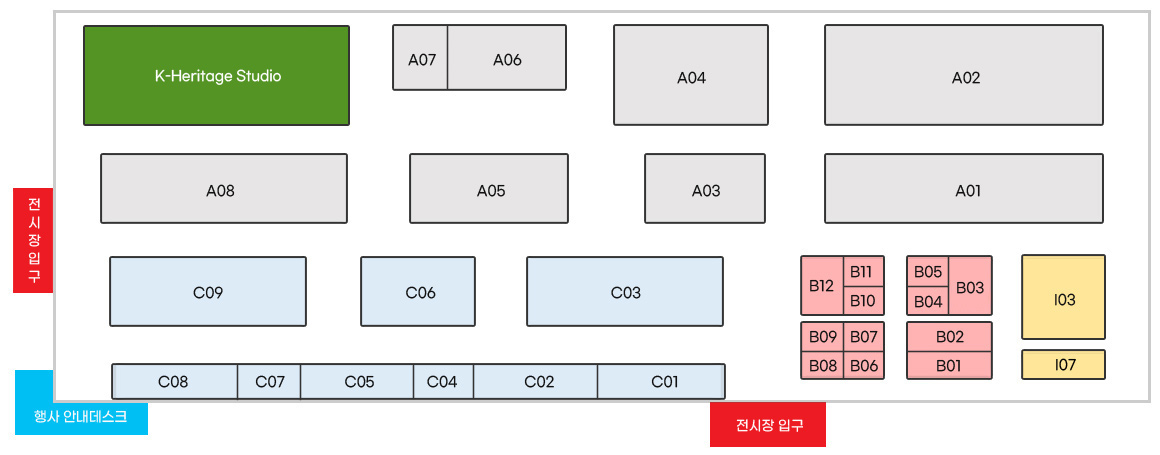 K-Heritage Studio
A07
A06
A04
A02
A08
A05
A03
A01
전
시
장
입
구
C09
C06
C03
B12
B11
B10
B05
B04
B03
I03
B09
B07
B08
B06
B02
B01
I07
C08
C07
C05
C04
C02
C01
행사 안내데스크
전시장 입구